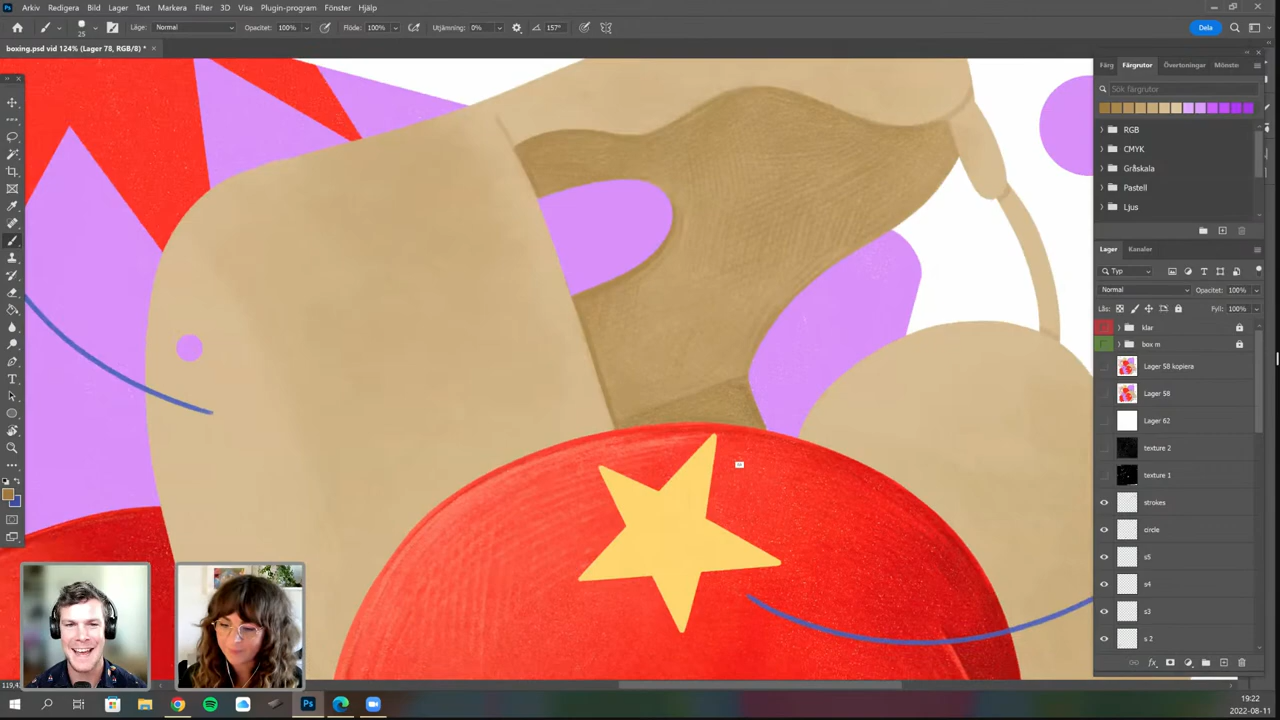 Arkiv Redigera Bild Lager Text Markera Filter 3D Visa Plugin-program Fönster Hjälp
25 Läge: Normal Opacitet: 100% Flöde: 100% Utjämning: 0% 157° Dela
boxing.psd vid 124% (Lager 78, RGB/8) *
Färg Färgrutor Övertoningar Mönste
Sök färgrutor
RGB
CMYK
Gråskala
Pastell
Ljus
Lager Kanaler
Typ
Normal Opacitet: 100%
Lås: Fyll: 100%
klar
box m
Lager 58 kopiera
Lager 58
Lager 62
texture 2
texture 1
strokes
circle
s5
s4
s3
s 2
19:22
2022-08-11